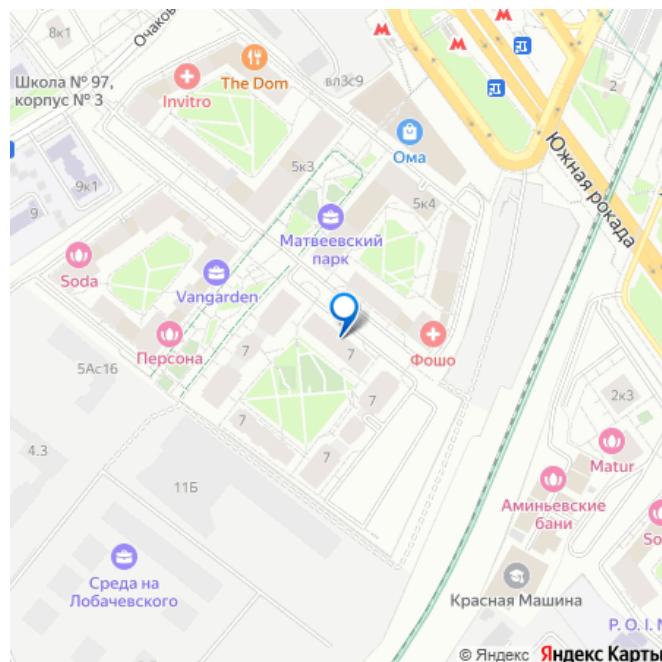 8к1
Очаков
The Dom
вл3с9
2
Школа № 97,
корпус № 3
Invitro
Ома
Южная рокада
5к3
9к1
5к4
9
Матвеевский
парк
Soda
Vangarden
Фошо
Персона
7
7
5Ас16
7
2к3
7
4.3
Matur
11Б
Аминьевские
бани
So
Среда на
Лобачевского
Красная Машина
P. O. I. N
© Яндекс Яндекс Карты